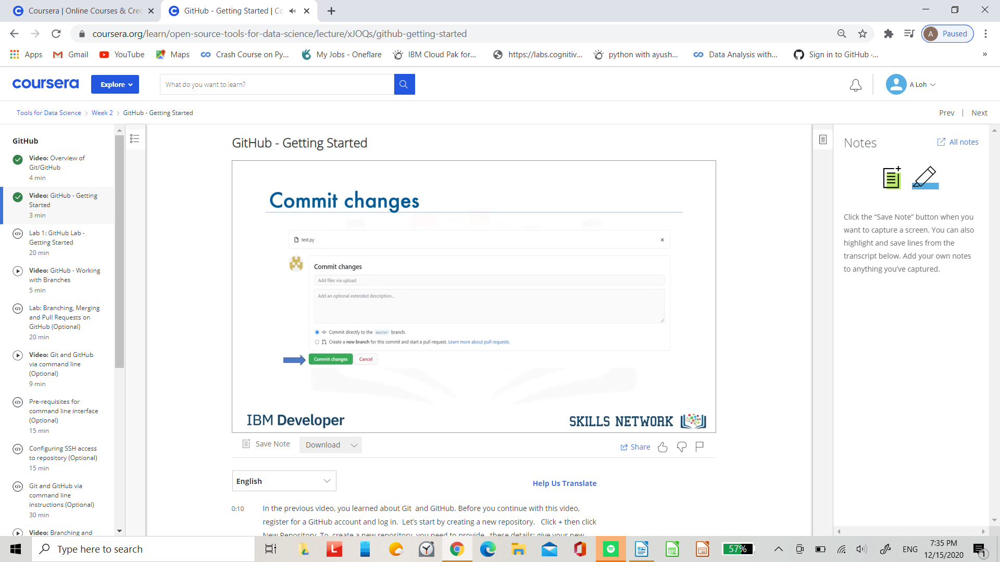 Coursera | Online Courses & Cre
GitHub - Getting Started | Co
coursera.org/learn/open-source-tools-for-data-science/lecture/xJOQs/github-getting-started
A Paused
Apps Gmail YouTube Maps Crash Course on Py... My Jobs - Oneflare IBM Cloud Pak for... https://labs.cognitiv... python with ayush... Data Analysis with... Sign in to GitHub ·... »
coursera Explore What do you want to learn? A Loh
Tools for Data Science > Week 2 > GitHub - Getting Started
Prev | Next
GitHub
Video: Overview of
Git/GitHub
4 min
Video: GitHub - Getting
Started
3 min
Lab 1: GitHub Lab -
Getting Started
20 min
Video: GitHub - Working
with Branches
5 min
Lab: Branching, Merging
and Pull Requests on
GitHub (Optional)
20 min
Video: Git and GitHub
via command line
(Optional)
9 min
Pre-requisites for
command line interface
(Optional)
15 min
Configuring SSH access
to repository (Optional)
15 min
Git and GitHub via
command line
instructions (Optional)
30 min
Video: Branching and
GitHub - Getting Started
Commit changes
test.py
Commit changes
Add files via upload
Add an optional extended description...
Commit directly to the master branch.
Create a new branch for this commit and start a pull request. Learn more about pull requests.
Commit changes Cancel
IBM Developer
SKILLS NETWORK
Save Note Download Share
English
Help Us Translate
0:10 In the previous video, you learned about Git and GitHub. Before you continue with this video,
register for a GitHub account and log in. Let's start by creating a new repository. Click + then click
New Repository. To create a new repository, you need to provide these details: give your new
Notes
All notes
Click the “Save Note” button when you
want to capture a screen. You can also
highlight and save lines from the
transcript below. Add your own notes
to anything you’ve captured.
Type here to search
L
57%
ENG
7:35 PM
12/15/2020
1